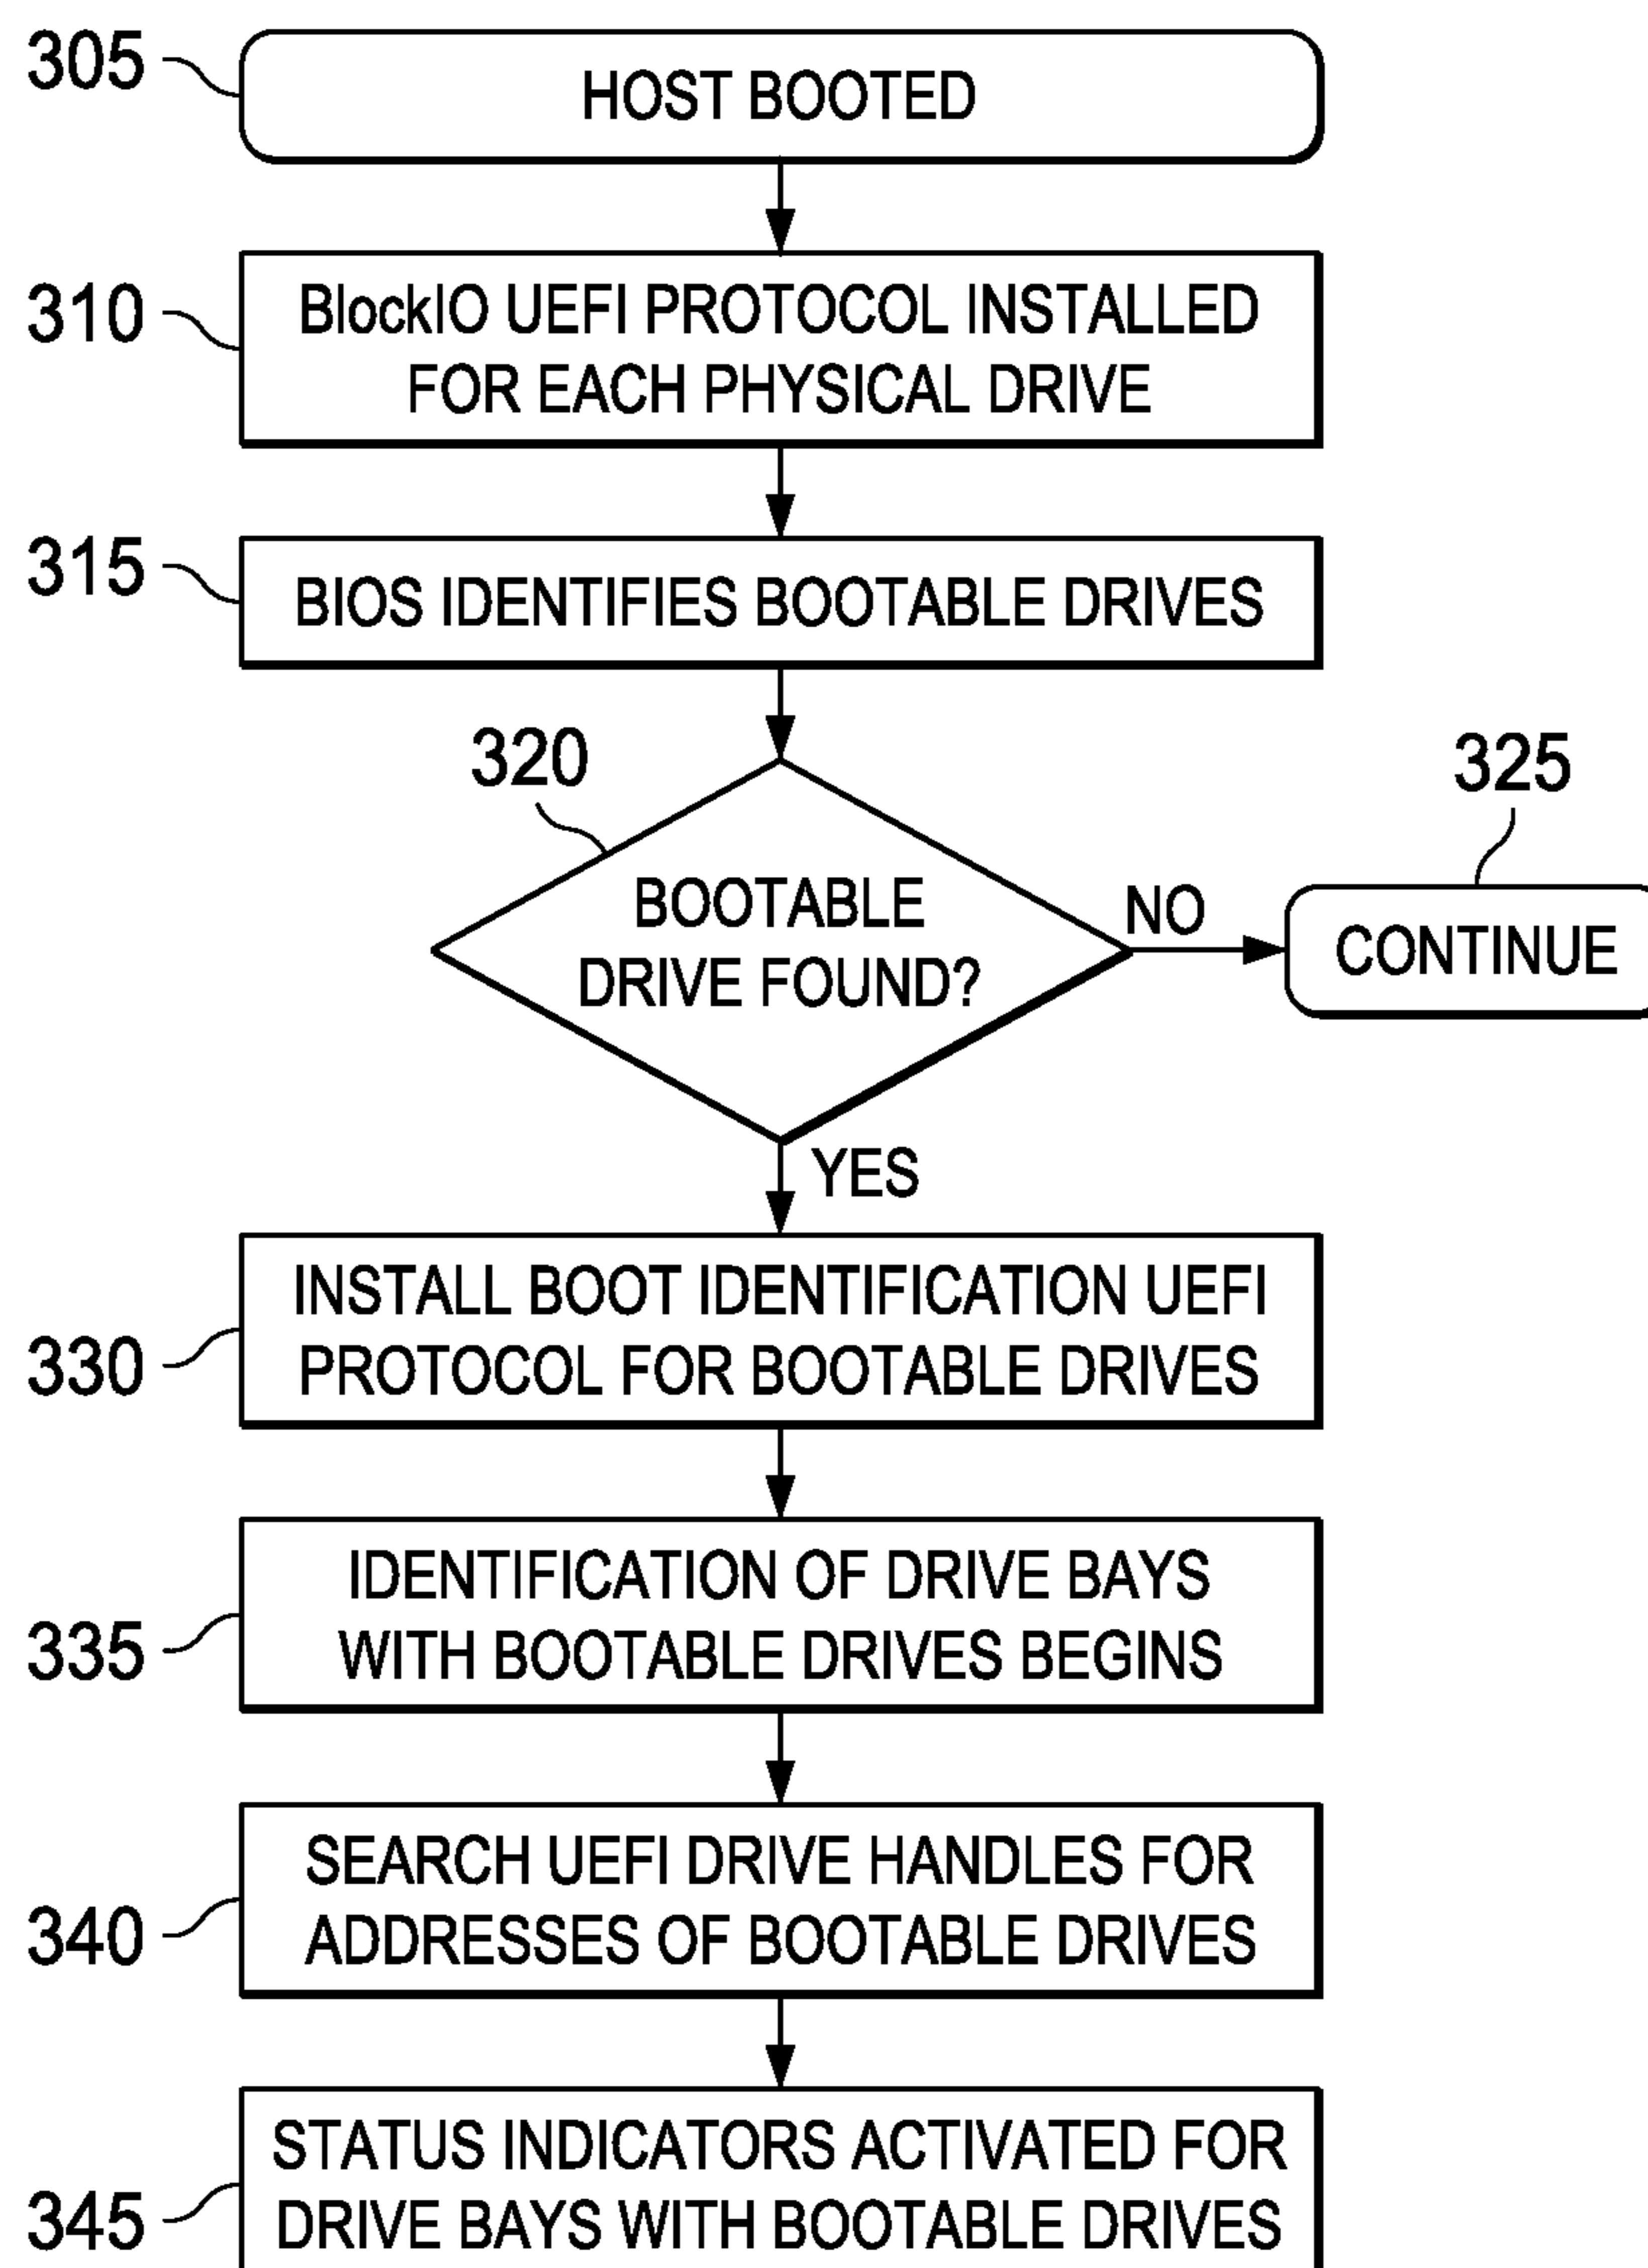 305
HOST BOOTED
310
BlockIO UEFI PROTOCOL INSTALLED
FOR EACH PHYSICAL DRIVE
315
BIOS IDENTIFIES BOOTABLE DRIVES
320
325
BOOTABLE
DRIVE FOUND?
NO
CONTINUE
YES
330
INSTALL BOOT IDENTIFICATION UEFI
PROTOCOL FOR BOOTABLE DRIVES
335
IDENTIFICATION OF DRIVE BAYS
WITH BOOTABLE DRIVES BEGINS
340
SEARCH UEFI DRIVE HANDLES FOR
ADDRESSES OF BOOTABLE DRIVES
345
STATUS INDICATORS ACTIVATED FOR
DRIVE BAYS WITH BOOTABLE DRIVES